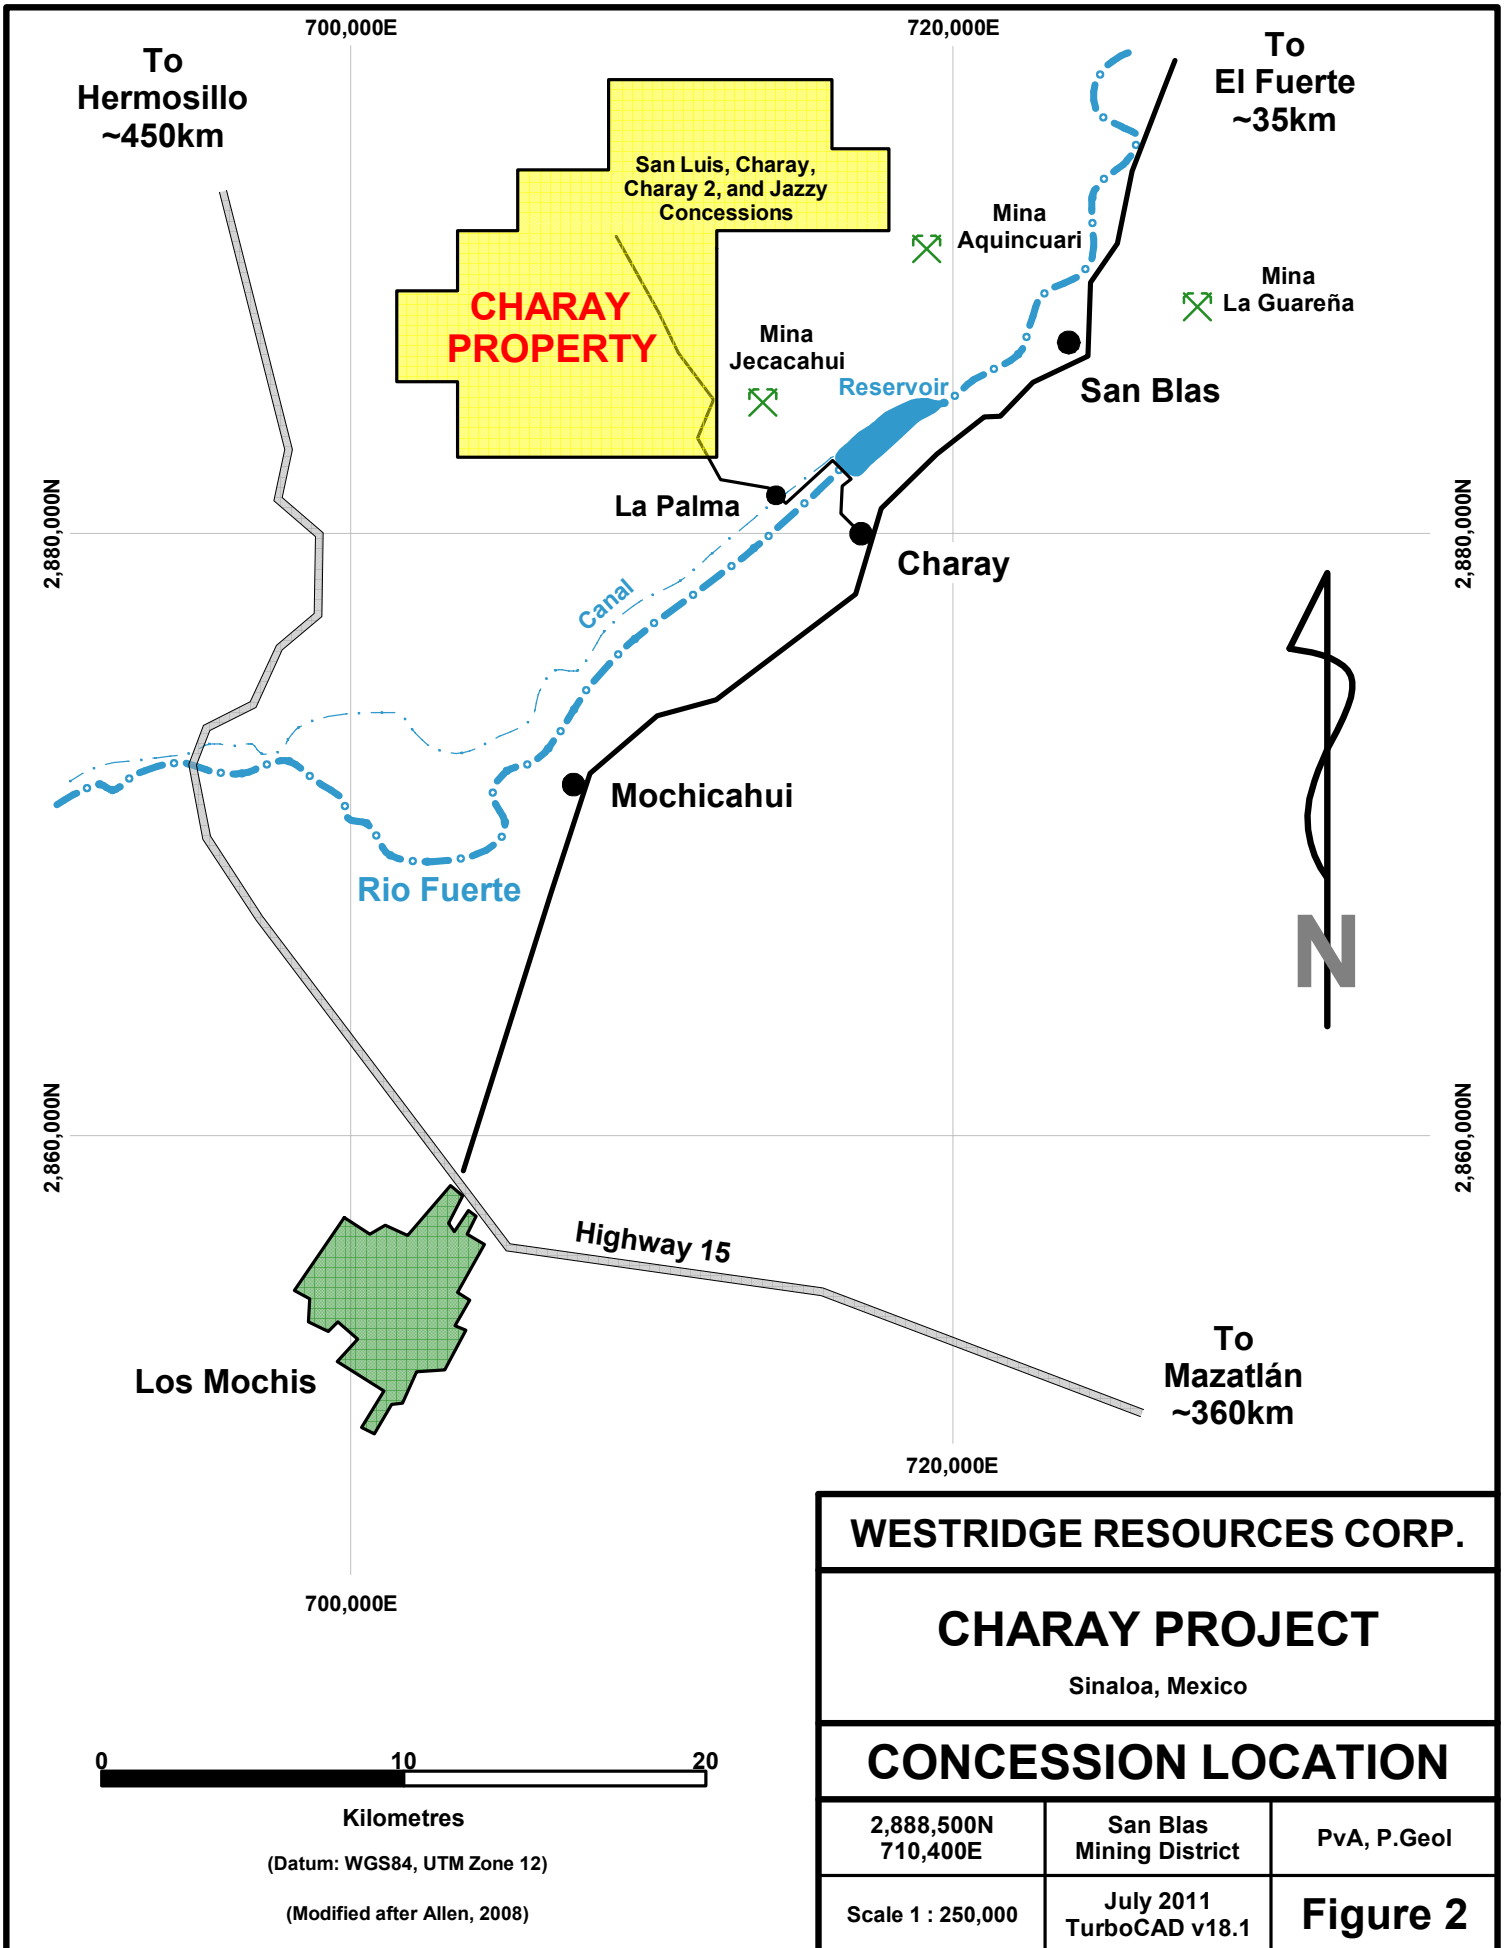 700,000E
720,000E
To
Hermosillo
~450km
To
El Fuerte
~35km
San Luis, Charay,
Charay 2, and Jazzy
Concessions
Mina
Aquincuari
Mina
La Guareña
CHARAY
PROPERTY
Mina
Jecacahui
Reservoir
San Blas
La Palma
2,880,000N
2,880,000N
Charay
Canal
Mochicahui
Rio Fuerte
N
2,860,000N
2,860,000N
Highway 15
Los Mochis
To
Mazatlán
~360km
720,000E
700,000E
WESTRIDGE RESOURCES CORP.
CHARAY PROJECT
Sinaloa, Mexico
CONCESSION LOCATION
2,888,500N
710,400E
San Blas
Mining District
PvA, P.Geol
Scale 1 : 250,000
July 2011
TurboCAD v18.1
Figure 2
0 10 20
Kilometres
(Datum: WGS84, UTM Zone 12)
(Modified after Allen, 2008)